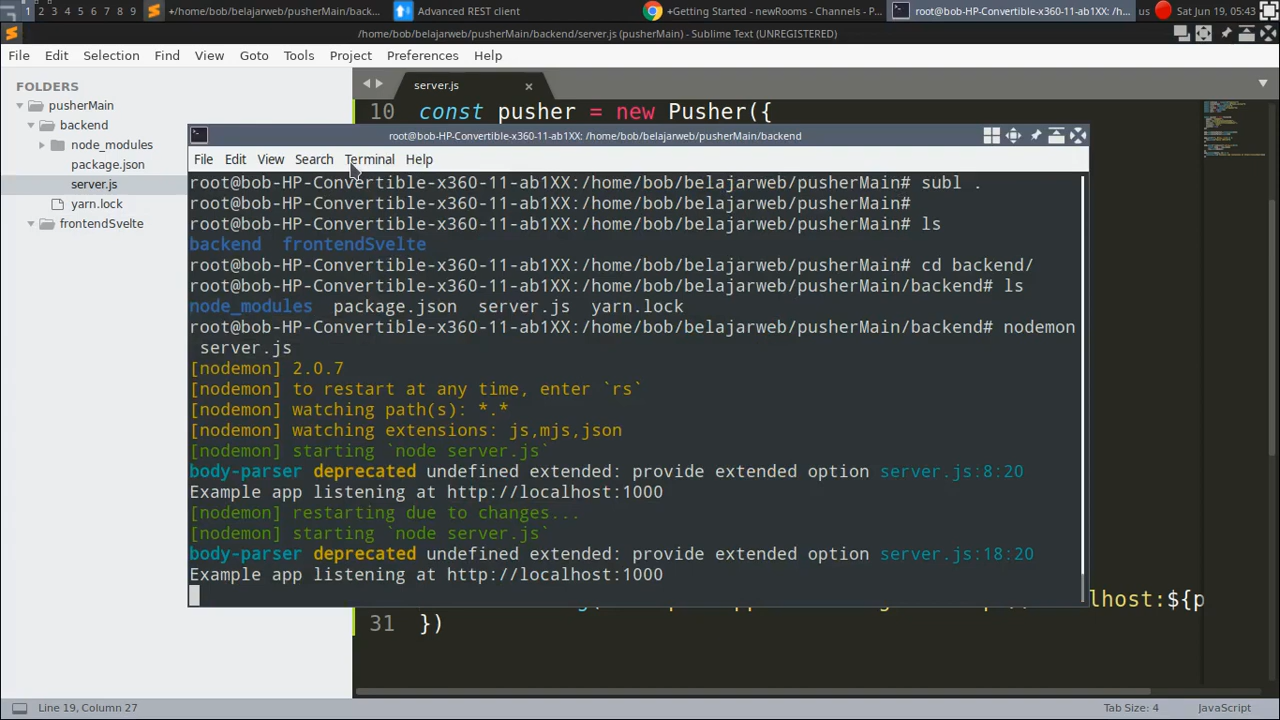 1 2 3 4 5 6 7 8
+/home/bob/belajarweb/pusherMain/back...
Advanced REST client
+Getting Started - newRooms - Channels - P...
root@bob-HP-Convertible-x360-11-ab1XX: /h...
us
Sat Jun 19, 05:43
/home/bob/belajarweb/pusherMain/backend/server.js (pusherMain) - Sublime Text (UNREGISTERED)
File Edit Selection Find View Goto Tools Project Preferences Help
FOLDERS
pusherMain
backend
node_modules
package.json
server.js
yarn.lock
frontendSvelte
server.js
10 const pusher = new Pusher({
root@bob-HP-Convertible-x360-11-ab1XX: /home/bob/belajarweb/pusherMain/backend
File Edit View Search Terminal Help
root@bob-HP-Convertible-x360-11-ab1XX:/home/bob/belajarweb/pusherMain# subl .
root@bob-HP-Convertible-x360-11-ab1XX:/home/bob/belajarweb/pusherMain#
root@bob-HP-Convertible-x360-11-ab1XX:/home/bob/belajarweb/pusherMain# ls
backend frontendSvelte
root@bob-HP-Convertible-x360-11-ab1XX:/home/bob/belajarweb/pusherMain# cd backend/
root@bob-HP-Convertible-x360-11-ab1XX:/home/bob/belajarweb/pusherMain/backend# ls
node_modules package.json server.js yarn.lock
root@bob-HP-Convertible-x360-11-ab1XX:/home/bob/belajarweb/pusherMain/backend# nodemon
server.js
[nodemon] 2.0.7
[nodemon] to restart at any time, enter `rs`
[nodemon] watching path(s): *.*
[nodemon] watching extensions: js,mjs,json
[nodemon] starting `node server.js`
body-parser deprecated undefined extended: provide extended option server.js:8:20
Example app listening at http://localhost:1000
[nodemon] restarting due to changes...
[nodemon] starting `node server.js`
body-parser deprecated undefined extended: provide extended option server.js:18:20
Example app listening at http://localhost:1000
lhost:${p
31 })
Line 19, Column 27
Tab Size: 4
JavaScript